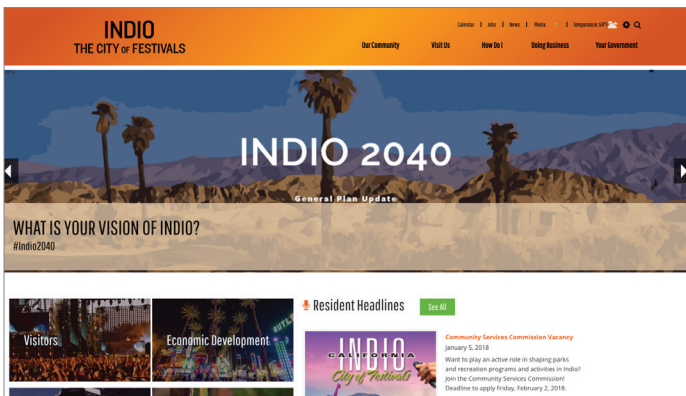 INDIO
THE CITY OF FESTIVALS
Calendar | Jobs | News | Media | Temperature: 64°F
Our Community Visit Us How Do I Doing Business Your Government
INDIO 2040
General Plan Update
WHAT IS YOUR VISION OF INDIO?
#Indio2040
Visitors
Economic Development
Resident Headlines
See All
INDIO
CALIFORNIA
City of Festivals
Community Services Commission Vacancy
January 5, 2018
Want to play an active role in shaping parks
and recreation programs and activities in Indio?
Join the Community Services Commission!
Deadline to apply Friday, February 2, 2018.